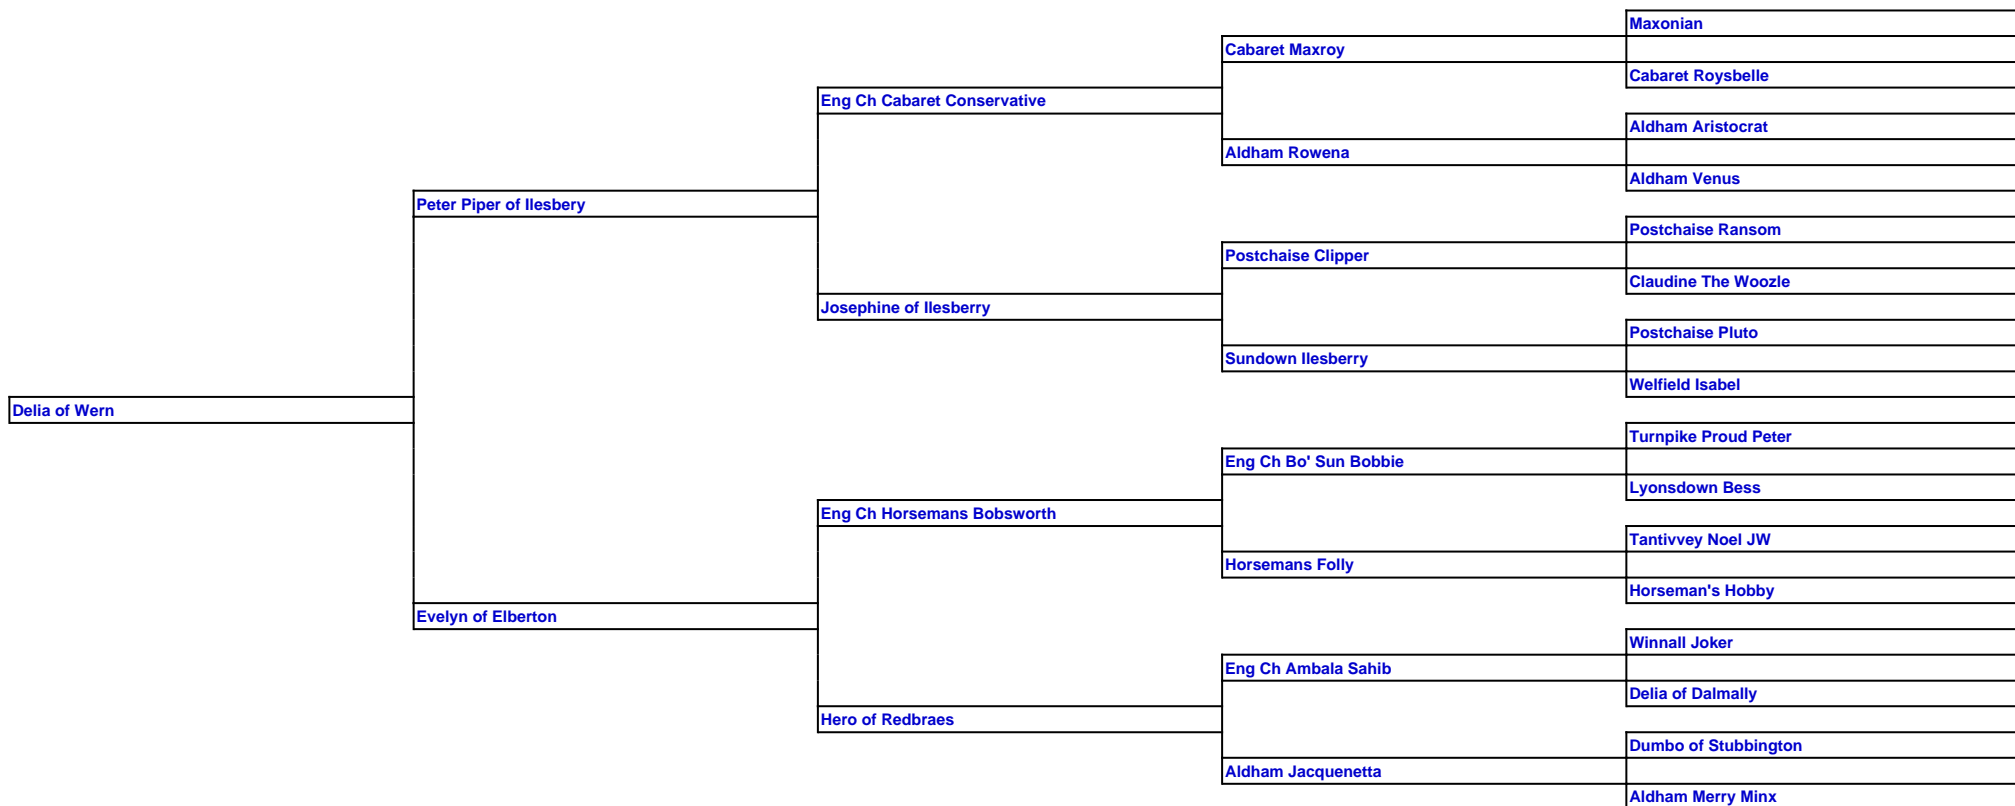 Maxonian
Cabaret Maxroy
Cabaret Roysbelle
Eng Ch Cabaret Conservative
Aldham Aristocrat
Aldham Rowena
Aldham Venus
Peter Piper of Ilesbery
Postchaise Ransom
Postchaise Clipper
Claudine The Woozle
Josephine of Ilesberry
Postchaise Pluto
Sundown Ilesberry
Welfield Isabel
Delia of Wern
Turnpike Proud Peter
Eng Ch Bo' Sun Bobbie
Lyonsdown Bess
Eng Ch Horsemans Bobsworth
Tantivvey Noel JW
Horsemans Folly
Horseman's Hobby
Evelyn of Elberton
Winnall Joker
Eng Ch Ambala Sahib
Delia of Dalmally
Hero of Redbraes
Dumbo of Stubbington
Aldham Jacquenetta
Aldham Merry Minx